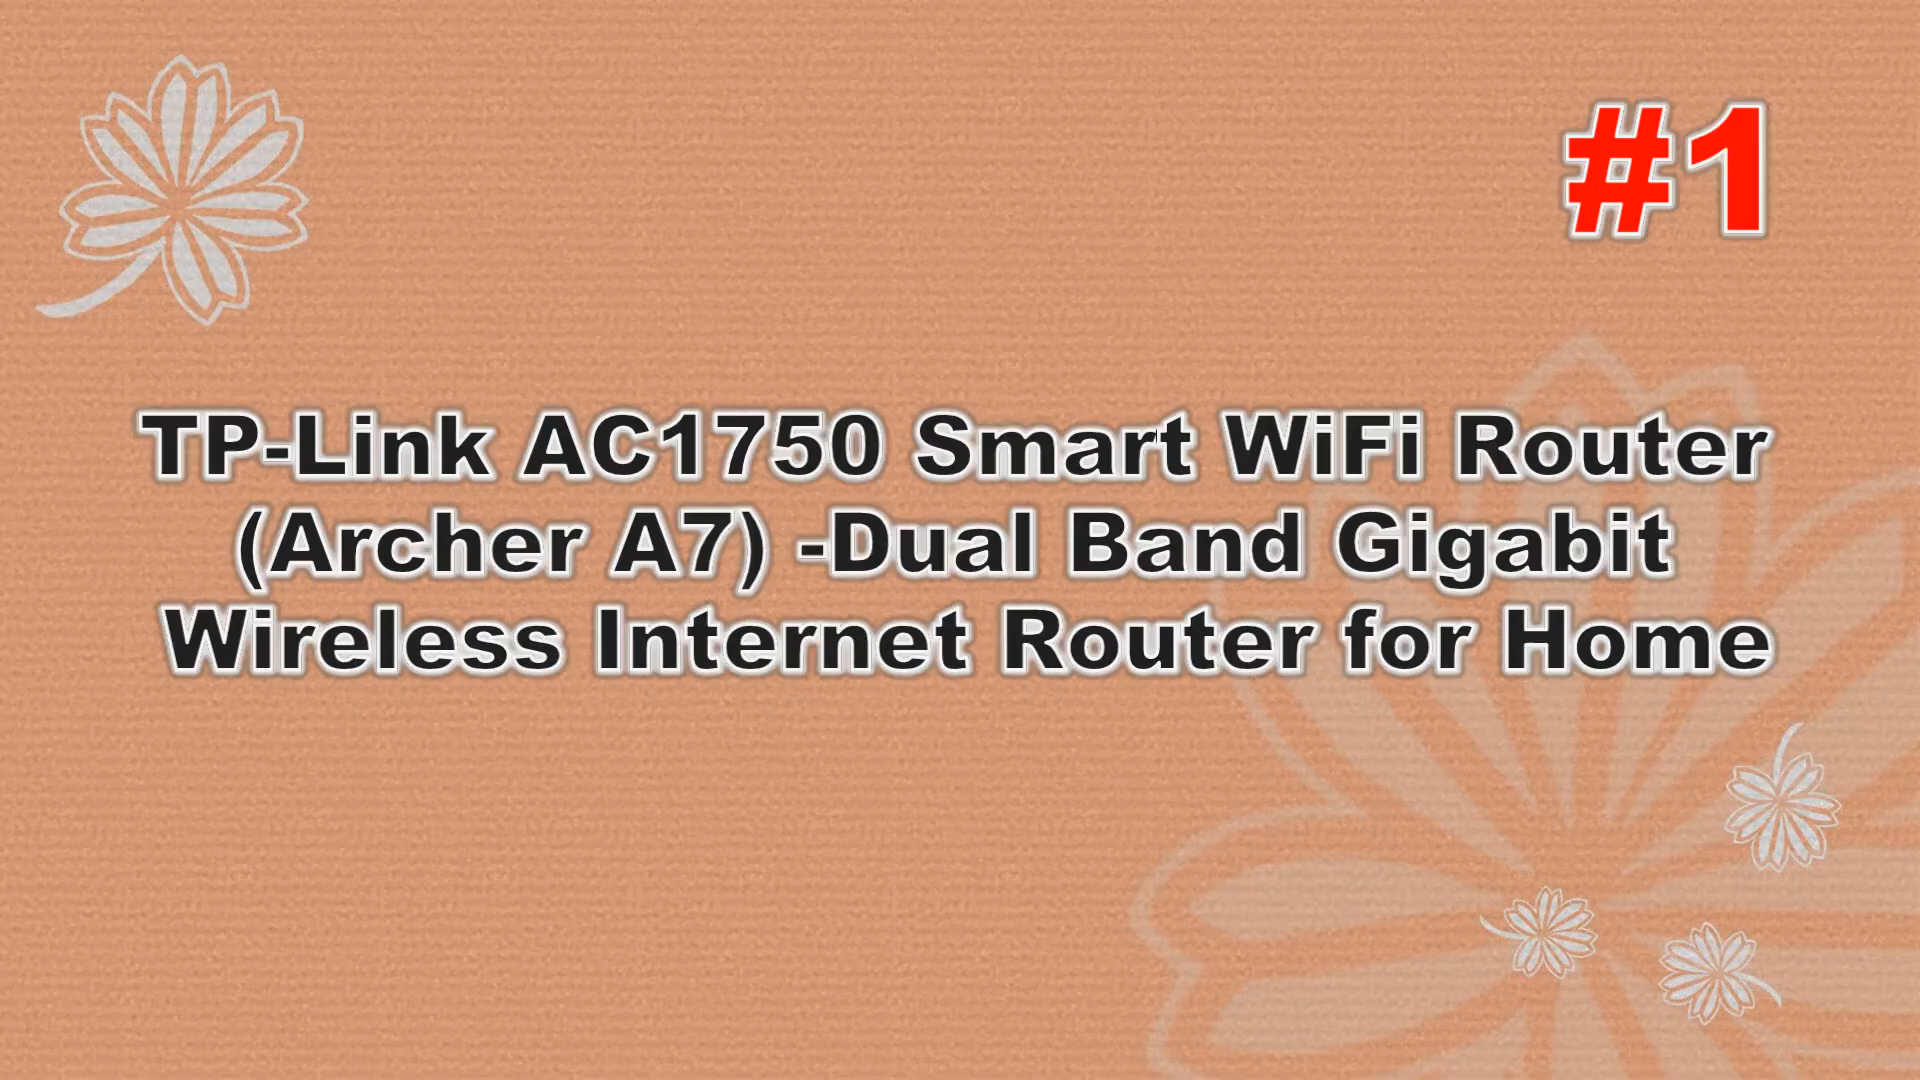 #1
TP-Link AC1750 Smart WiFi Router
(Archer A7) -Dual Band Gigabit
Wireless Internet Router for Home